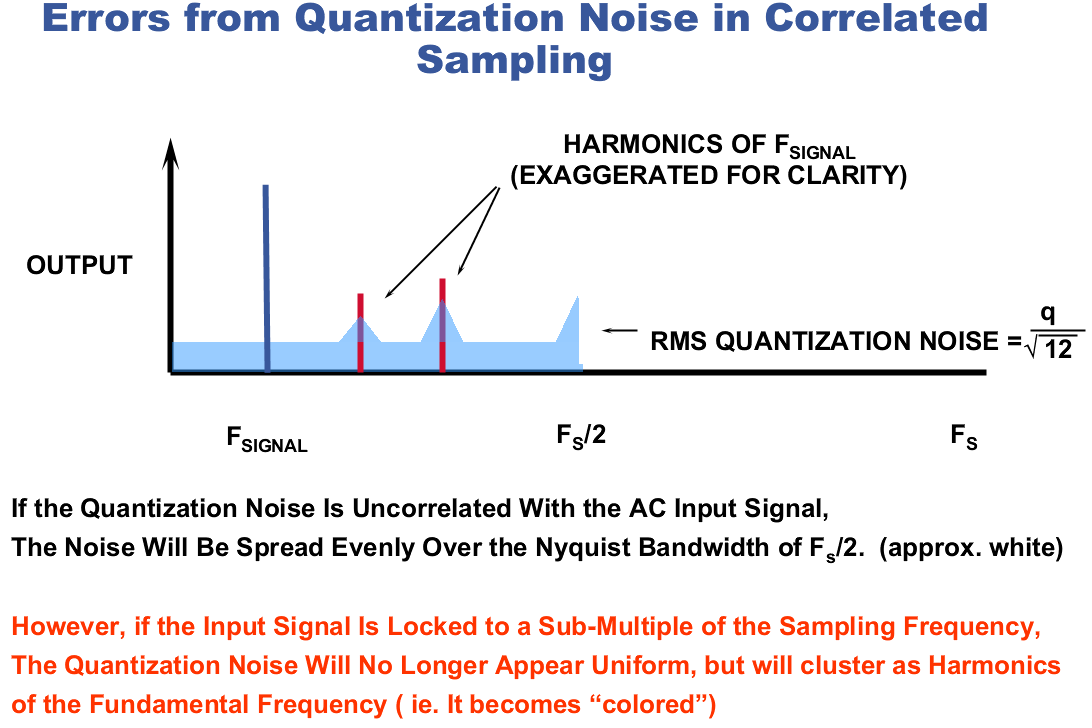 Errors from Quantization Noise in Correlated
Sampling
HARMONICS OF FSIGNAL
(EXAGGERATED FOR CLARITY)
OUTPUT
RMS QUANTIZATION NOISE = q/√12
FSIGNAL
FS/2
FS
If the Quantization Noise Is Uncorrelated With the AC Input Signal,
The Noise Will Be Spread Evenly Over the Nyquist Bandwidth of Fs/2. (approx. white)
However, if the Input Signal Is Locked to a Sub-Multiple of the Sampling Frequency,
The Quantization Noise Will No Longer Appear Uniform, but will cluster as Harmonics
of the Fundamental Frequency ( ie. It becomes “colored”)